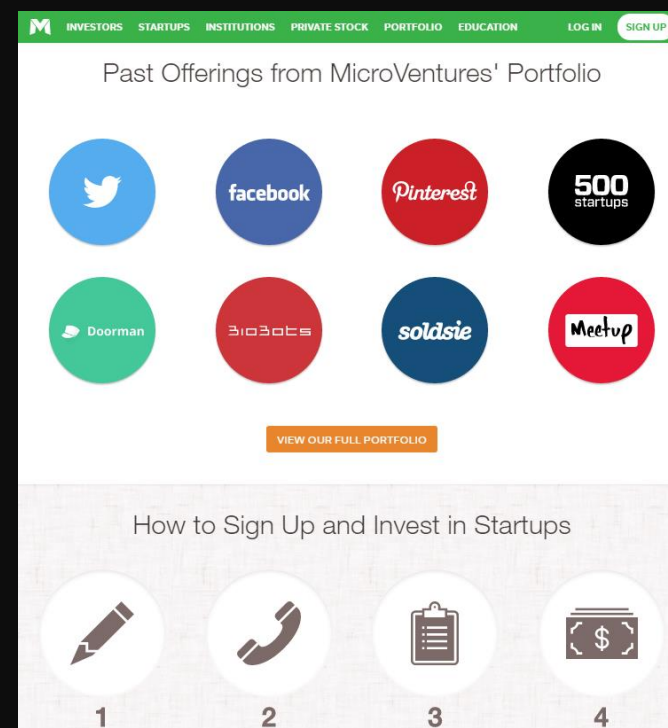 M INVESTORS STARTUPS INSTITUTIONS PRIVATE STOCK PORTFOLIO EDUCATION LOG IN SIGN UP
Past Offerings from MicroVentures' Portfolio
facebook Pinterest 500
startups
Doorman BIOBOTS soldsie Meetup
VIEW OUR FULL PORTFOLIO
How to Sign Up and Invest in Startups
$
1 2 3 4